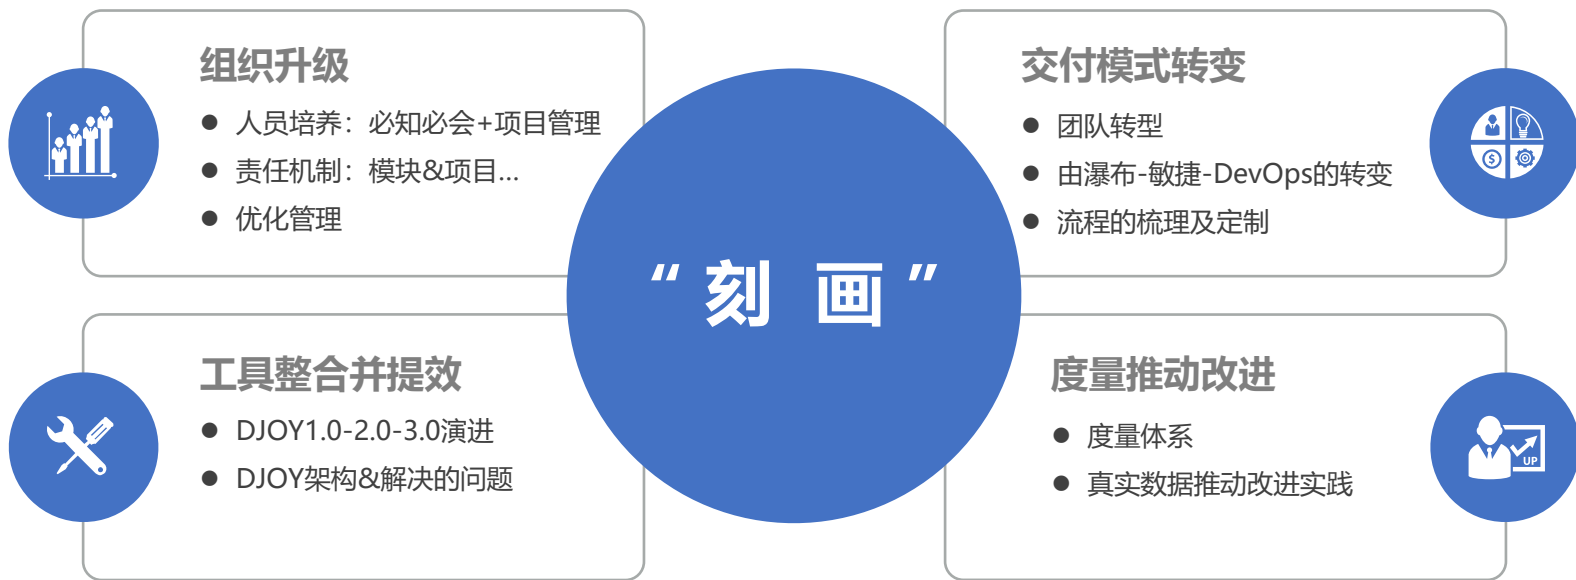 组织升级
● 人员培养：必知必会+项目管理
● 责任机制：模块&项目...
● 优化管理
交付模式转变
● 团队转型
● 由瀑布-敏捷-DevOps的转变
● 流程的梳理及定制
“刻 画”
工具整合并提效
● DJOY1.0-2.0-3.0演进
● DJOY架构&解决的问题
度量推动改进
● 度量体系
● 真实数据推动改进实践
$
UP